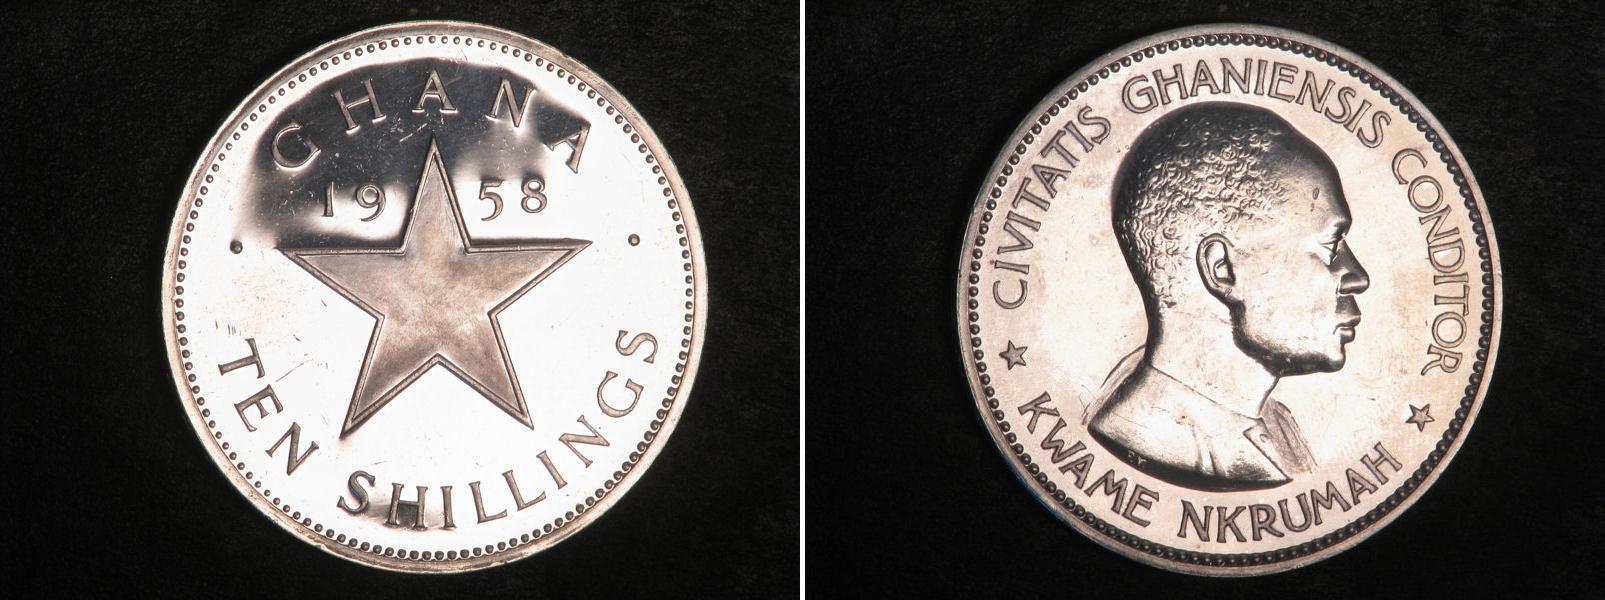 GHANA
1958
TEN SHILLINGS
CIVITATIS GHANIENSIS CONDITOR
KWAME NKRUMAH